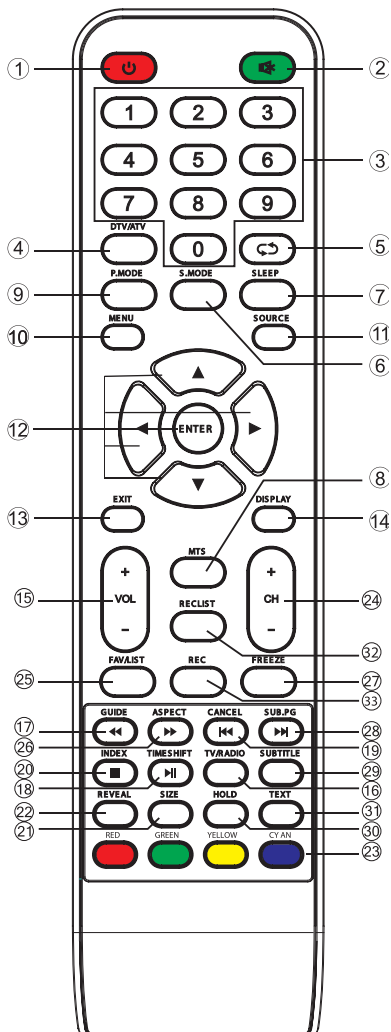 ① ②
1 2 3
4 5 6 ③
7 8 9
DTV/ATV
④ 0 ⑤
P.MODE S.MODE SLEEP
⑨ ⑦
MENU SOURCE
⑩ ⑪
⑥
⑫ ENTER
⑧
EXIT DISPLAY
⑬ ⑭
MTS
+ +
⑮ VOL CH ㉔
RECLIST
- -
㉜
FAV/LIST REC FREEZE
㉕ ㉗
㉝
GUIDE ASPECT CANCEL SUB.PG
⑰ ㉘
㉖ ⑲
INDEX TIMESHIFT TV/RADIO SUBTITLE
⑳ ㉙
⑱ ⑯
REVEAL SIZE HOLD TEXT
㉒ ㉛
㉑ ㉚
RED GREEN YELLOW CY AN
㉓